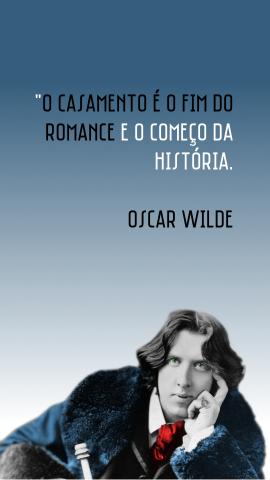 "O CASAMENTO É O FIM DO
ROMANCE E O COMEÇO DA
HISTÓRIA.
OSCAR WILDE